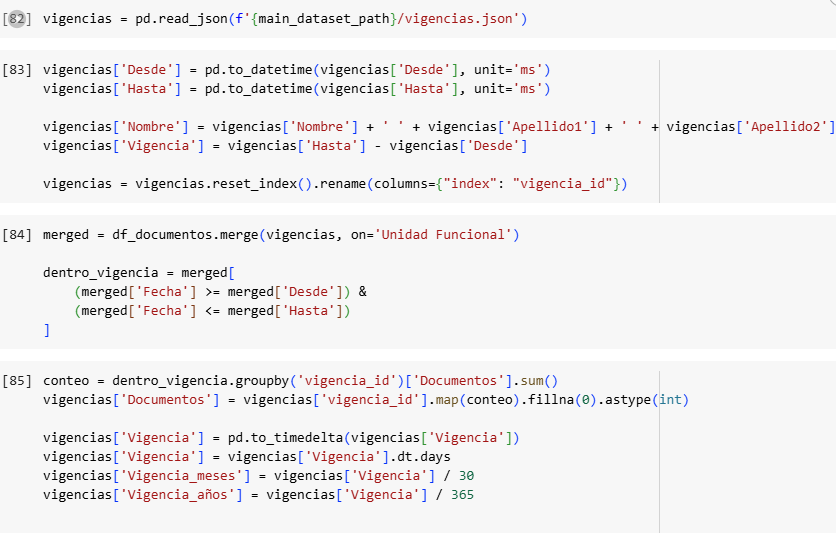 [82] vigencias = pd.read_json(f'{main_dataset_path}/vigencias.json')
[83] vigencias['Desde'] = pd.to_datetime(vigencias['Desde'], unit='ms')
vigencias['Hasta'] = pd.to_datetime(vigencias['Hasta'], unit='ms')
vigencias['Nombre'] = vigencias['Nombre'] + ' ' + vigencias['Apellido1'] + ' ' + vigencias['Apellido2']
vigencias['Vigencia'] = vigencias['Hasta'] - vigencias['Desde']
vigencias = vigencias.reset_index().rename(columns={"index": "vigencia_id"})
[84] merged = df_documentos.merge(vigencias, on='Unidad Funcional')
dentro_vigencia = merged[
    (merged['Fecha'] >= merged['Desde']) &
    (merged['Fecha'] <= merged['Hasta'])
]
[85] conteo = dentro_vigencia.groupby('vigencia_id')['Documentos'].sum()
vigencias['Documentos'] = vigencias['vigencia_id'].map(conteo).fillna(0).astype(int)
vigencias['Vigencia'] = pd.to_timedelta(vigencias['Vigencia'])
vigencias['Vigencia'] = vigencias['Vigencia'].dt.days
vigencias['Vigencia_meses'] = vigencias['Vigencia'] / 30
vigencias['Vigencia_años'] = vigencias['Vigencia'] / 365